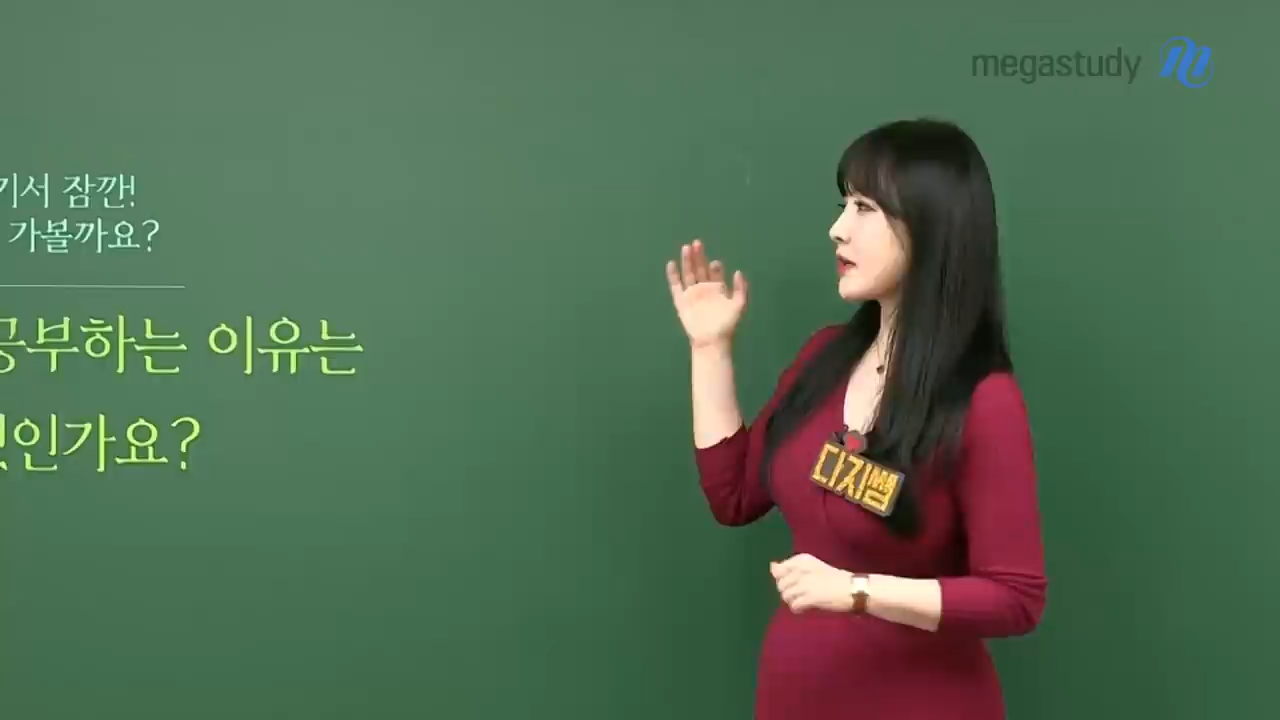 megastudy
기서 잠깐!
가볼까요?
공부하는 이유는
인가요?
다지쌤